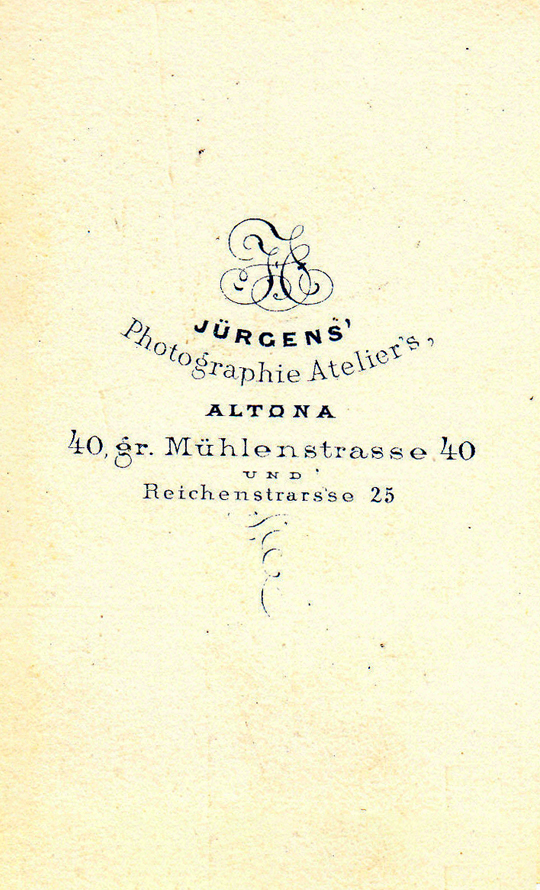 JÜRGENS'
Photographie Atelier's,
ALTONA
40, gr. Mühlenstrasse 40
UND
Reichenstrarsse 25